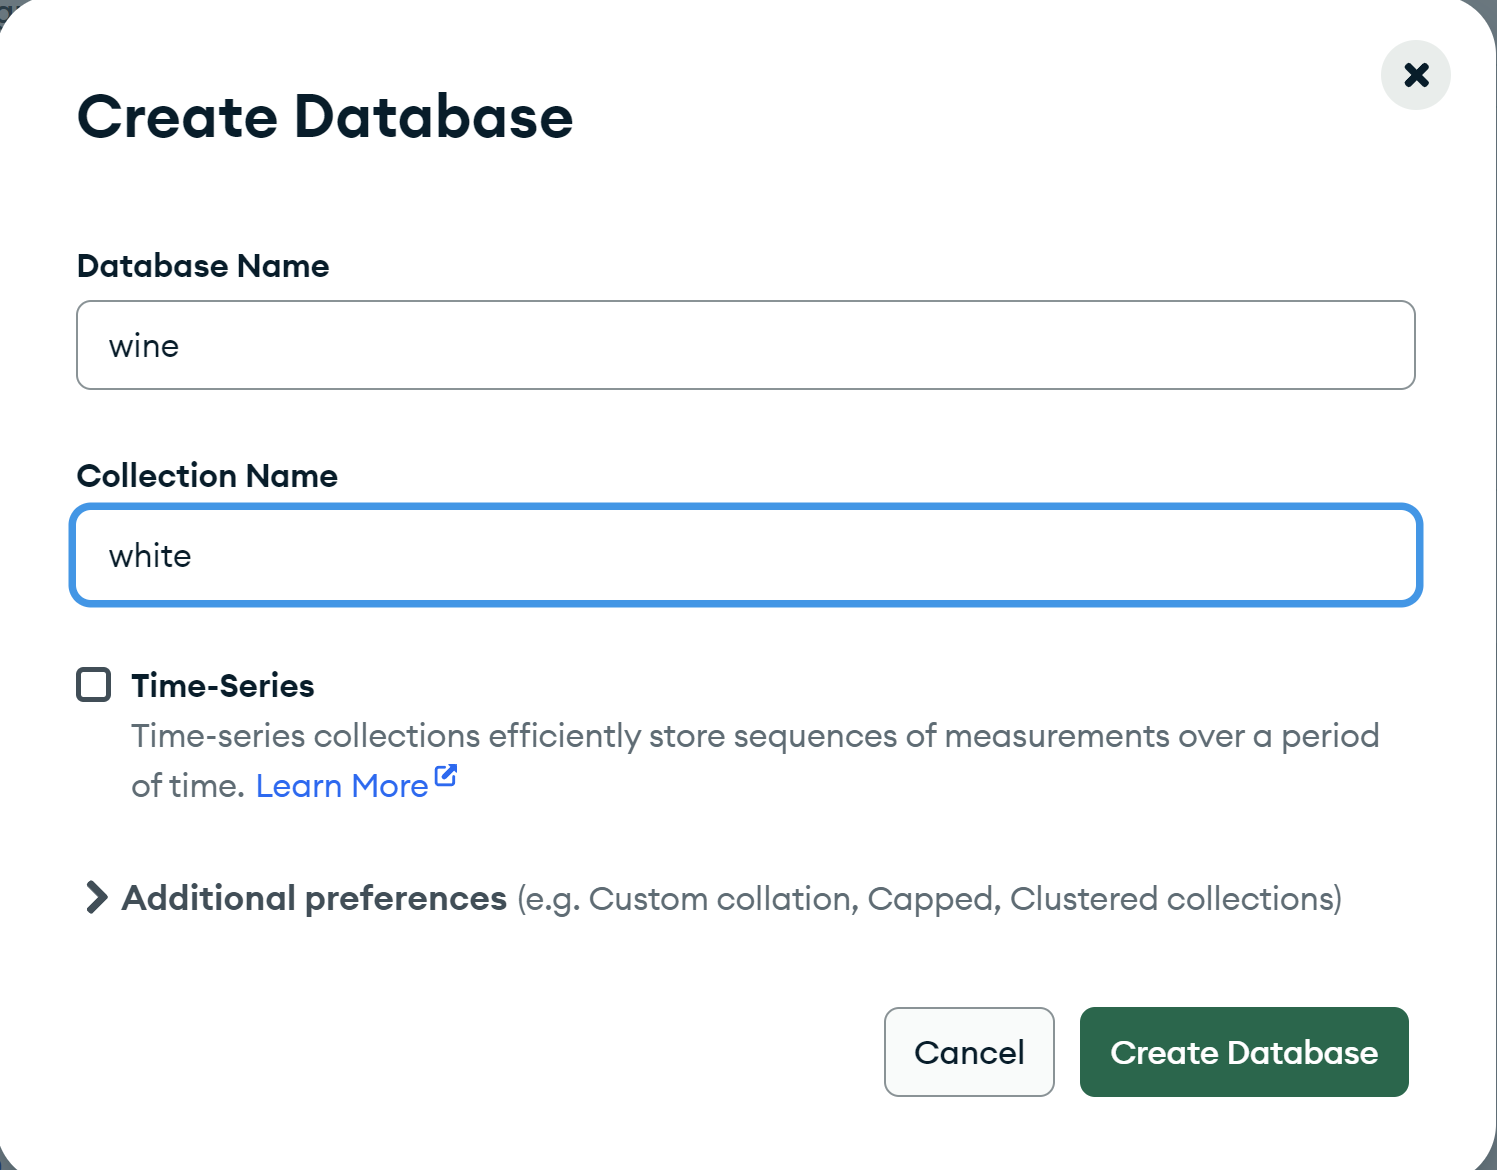 Create Database
Database Name
wine
Collection Name
white
Time-Series
Time-series collections efficiently store sequences of measurements over a period
of time. Learn More
Additional preferences (e.g. Custom collation, Capped, Clustered collections)
Cancel
Create Database